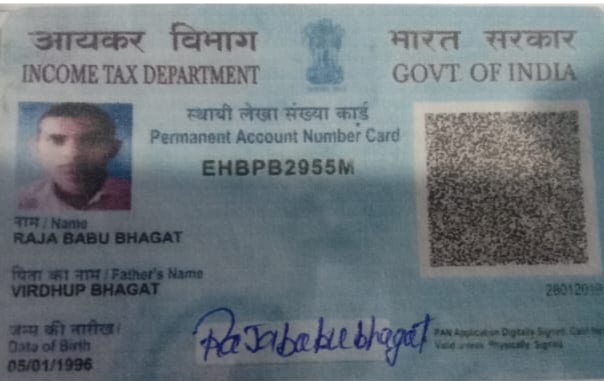 आयकर विभाग
INCOME TAX DEPARTMENT
भारत सरकार
GOVT. OF INDIA
स्थायी लेखा संख्या कार्ड
Permanent Account Number Card
EHBPB2955M
नाम / Name
RAJA BABU BHAGAT
पिता का नाम / Father's Name
VIRDHUP BHAGAT
जन्म की तारीख /
Date of Birth
05/01/1996
Rajababu bhagat
PAN Application Digitally Signed, Card Not
Valid unless Physically Signed